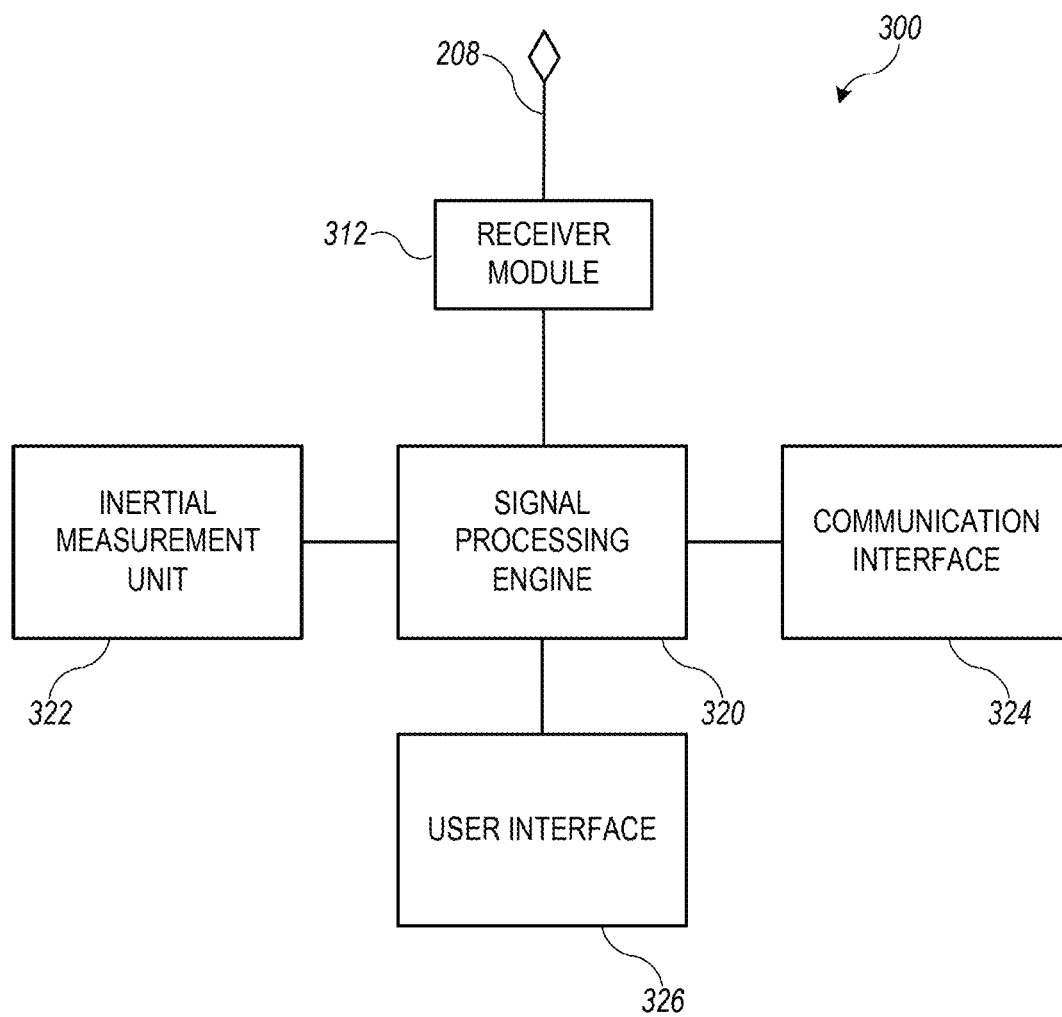 300
208
312
RECEIVER
MODULE
INERTIAL
MEASUREMENT
UNIT
SIGNAL
PROCESSING
ENGINE
COMMUNICATION
INTERFACE
322
320
324
USER INTERFACE
326